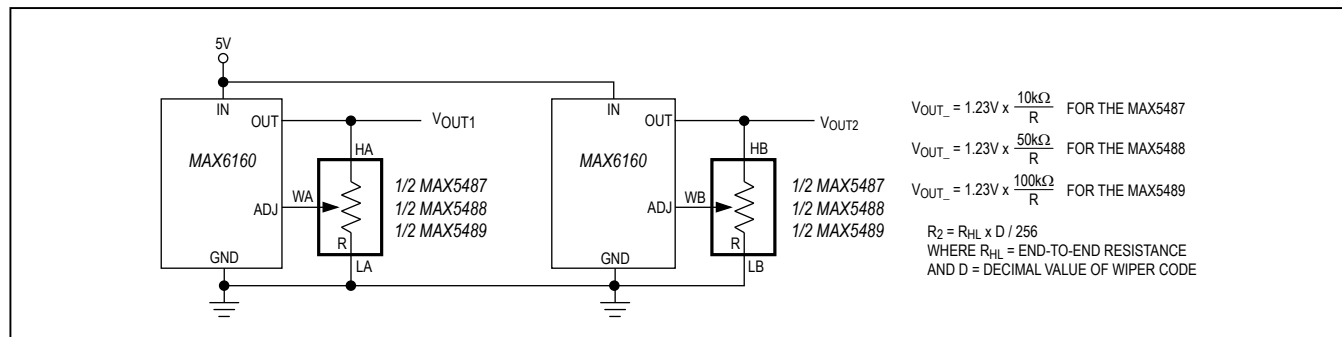 5V
IN
OUT
VOUT1
MAX6160
HA
WA
ADJ
R
LA
GND
1/2 MAX5487
1/2 MAX5488
1/2 MAX5489
IN
OUT
VOUT2
MAX6160
HB
WB
ADJ
R
LB
GND
1/2 MAX5487
1/2 MAX5488
1/2 MAX5489
VOUT_ = 1.23V x 10kΩ / R FOR THE MAX5487
VOUT_ = 1.23V x 50kΩ / R FOR THE MAX5488
VOUT_ = 1.23V x 100kΩ / R FOR THE MAX5489
R2 = RHL x D / 256
WHERE RHL = END-TO-END RESISTANCE
AND D = DECIMAL VALUE OF WIPER CODE